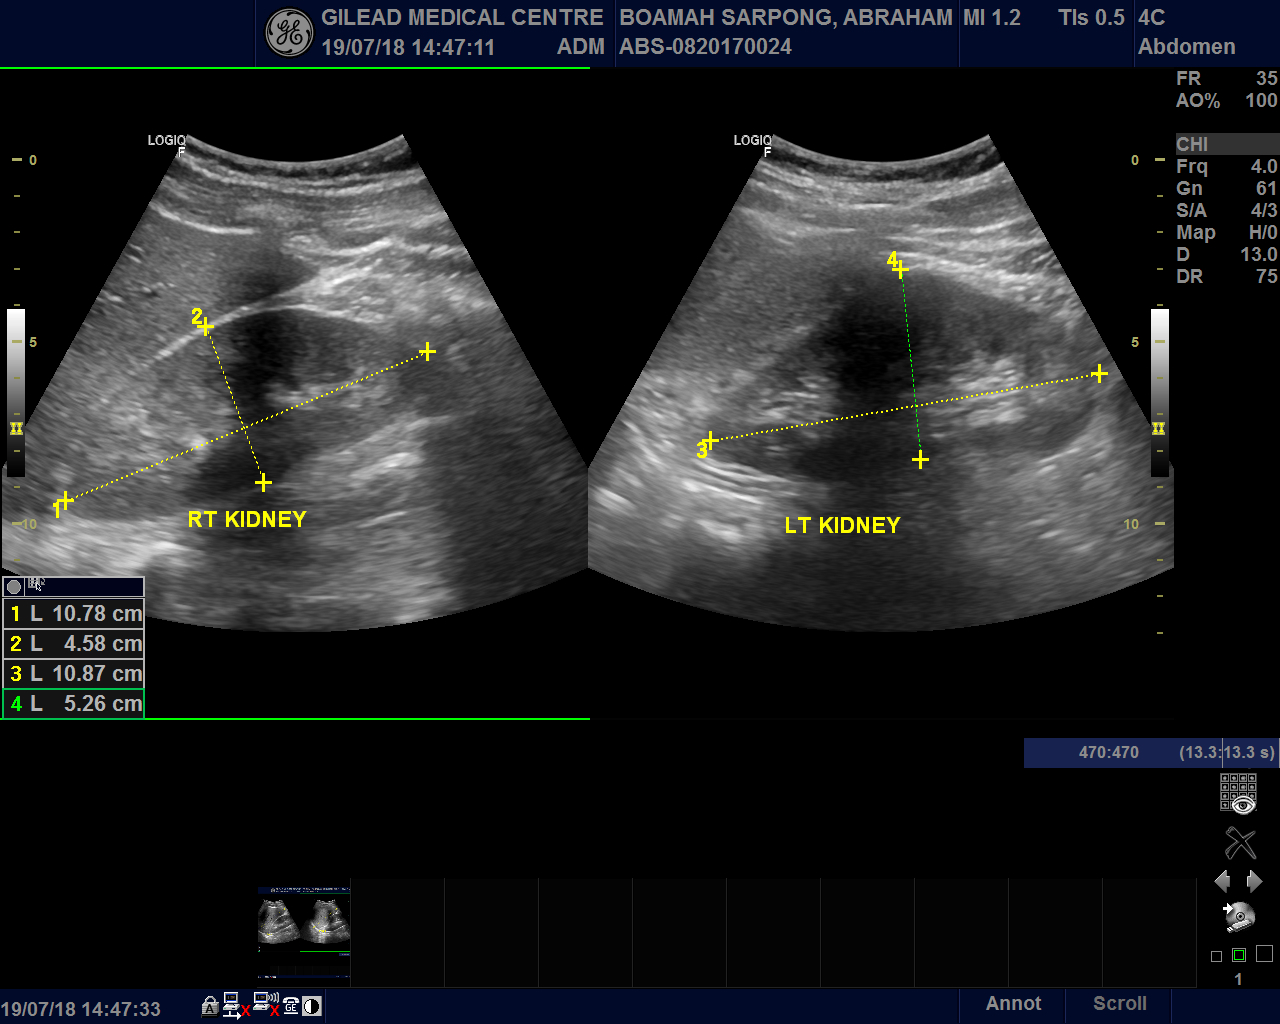 GILEAD MEDICAL CENTRE
19/07/18 14:47:11 ADM
BOAMAH SARPONG, ABRAHAM
ABS-0820170024
MI 1.2 TIs 0.5
4C
Abdomen
FR 35
AO% 100
CHI
Frq 4.0
Gn 61
S/A 4/3
Map H/0
D 13.0
DR 75
LOGIQ
F
0
5
10
2
1
RT KIDNEY
LOGIQ
F
0
5
10
4
3
LT KIDNEY
1 L 10.78 cm
2 L 4.58 cm
3 L 10.87 cm
4 L 5.26 cm
470:470 (13.3:13.3 s)
1
19/07/18 14:47:33
Annot
Scroll